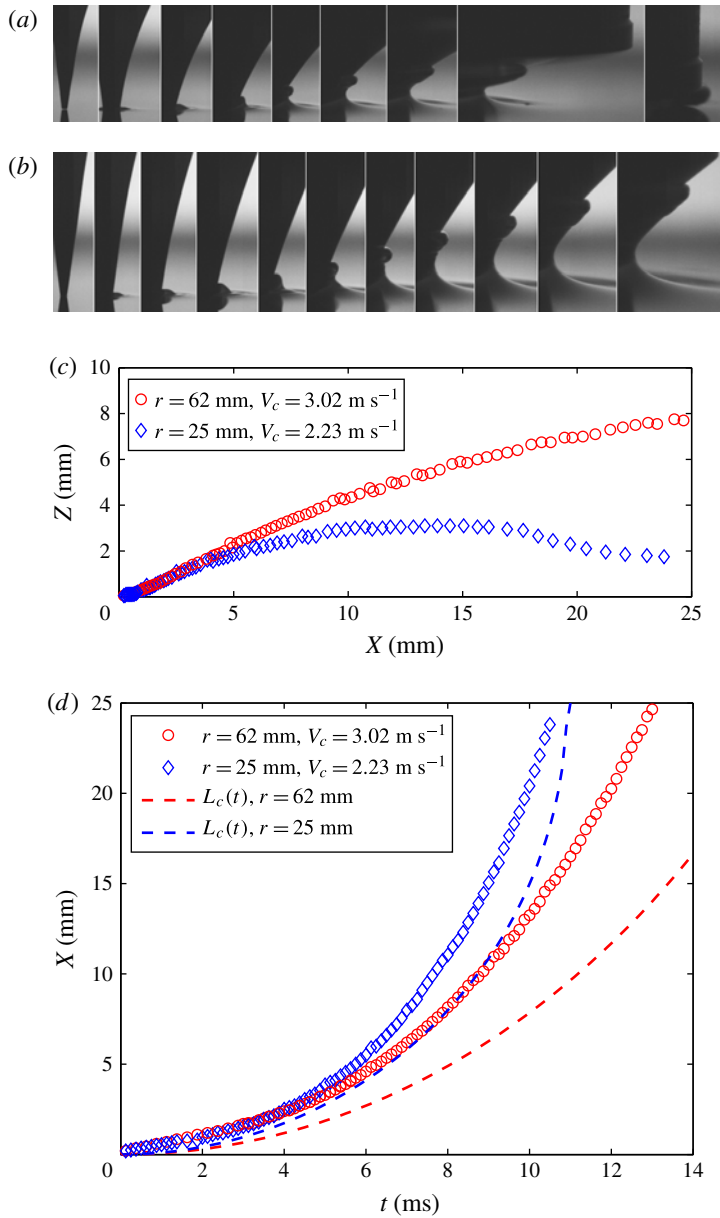 (a)
(b)
(c)
10
8
6
4
2
0
Z (mm)
r = 62 mm, V_c = 3.02 m s⁻¹
r = 25 mm, V_c = 2.23 m s⁻¹
5 10 15 20 25
X (mm)
(d)
25
20
15
10
5
0
X (mm)
r = 62 mm, V_c = 3.02 m s⁻¹
r = 25 mm, V_c = 2.23 m s⁻¹
L_c(t), r = 62 mm
L_c(t), r = 25 mm
2 4 6 8 10 12 14
t (ms)